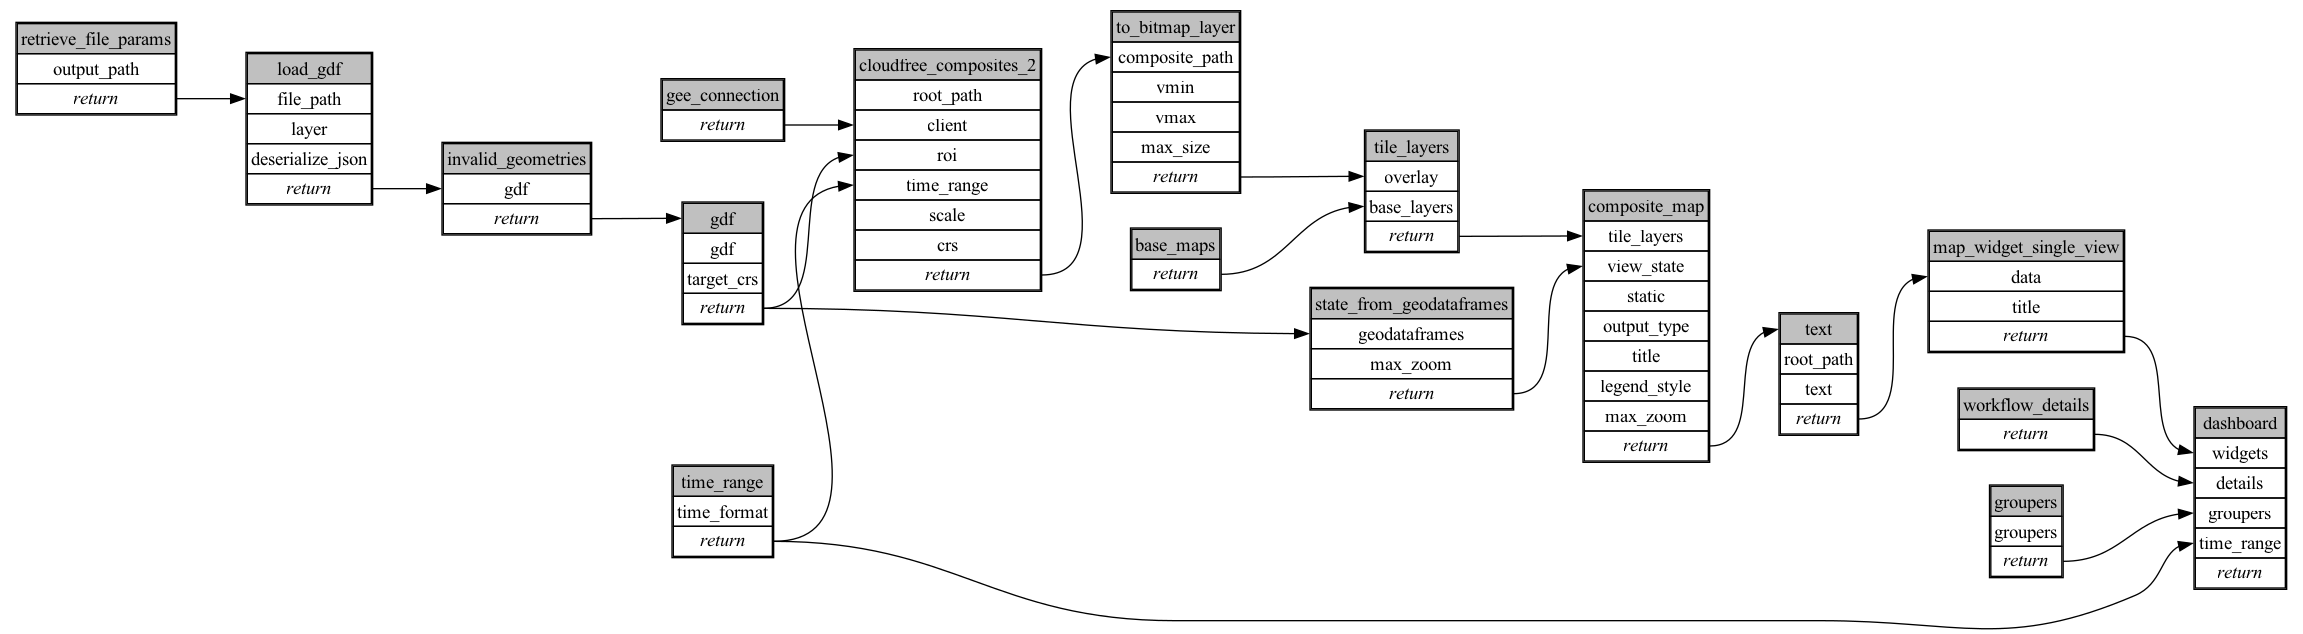 retrieve_file_params
output_path
return
load_gdf
file_path
layer
deserialize_json
return
invalid_geometries
gdf
return
gdf
gdf
target_crs
return
gee_connection
return
time_range
time_format
return
cloudfree_composites_2
root_path
client
roi
time_range
scale
crs
return
to_bitmap_layer
composite_path
vmin
vmax
max_size
return
base_maps
return
tile_layers
overlay
base_layers
return
state_from_geodataframes
geodataframes
max_zoom
return
composite_map
tile_layers
view_state
static
output_type
title
legend_style
max_zoom
return
text
root_path
text
return
map_widget_single_view
data
title
return
workflow_details
return
groupers
groupers
return
dashboard
widgets
details
groupers
time_range
return